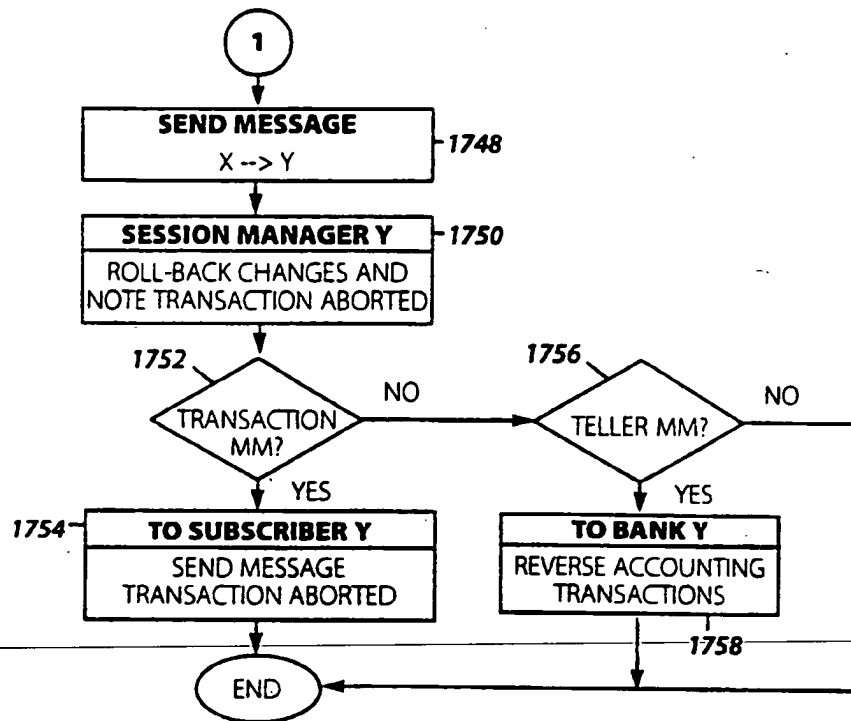 1
SEND MESSAGE
X --> Y
1748
SESSION MANAGER Y
1750
ROLL-BACK CHANGES AND
NOTE TRANSACTION ABORTED
1752
TRANSACTION
MM?
NO
YES
1756
TELLER MM?
NO
YES
1754
TO SUBSCRIBER Y
SEND MESSAGE
TRANSACTION ABORTED
TO BANK Y
REVERSE ACCOUNTING
TRANSACTIONS
1758
END